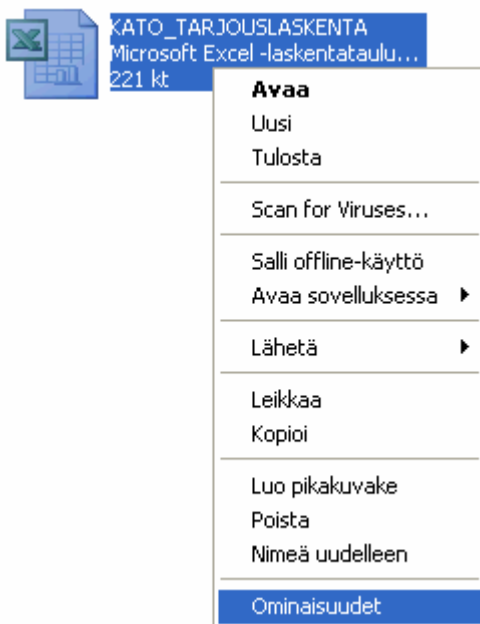 KATO_TARJOUSLASKENTA
Microsoft Excel -laskentataulu...
221 kt
Avaa
Uusi
Tulosta
Scan for Viruses...
Salli offline-käyttö
Avaa sovelluksessa
Lähetä
Leikkaa
Kopioi
Luo pikakuvake
Poista
Nimeä uudelleen
Ominaisuudet